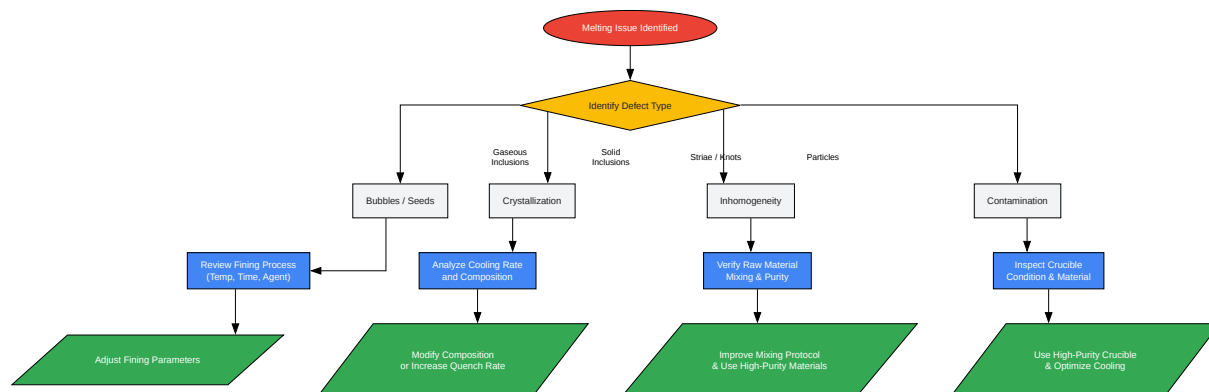 Melting Issue Identified
Identify Defect Type
Gaseous
Inclusions
Solid
Inclusions
Striae / Knots
Particles
Bubbles / Seeds
Crystallization
Inhomogeneity
Contamination
Review Fining Process
(Temp, Time, Agent)
Analyze Cooling Rate
and Composition
Verify Raw Material
Mixing & Purity
Inspect Crucible
Condition & Material
Adjust Fining Parameters
Modify Composition
or Increase Quench Rate
Improve Mixing Protocol
& Use High-Purity Materials
Use High-Purity Crucible
& Optimize Cooling